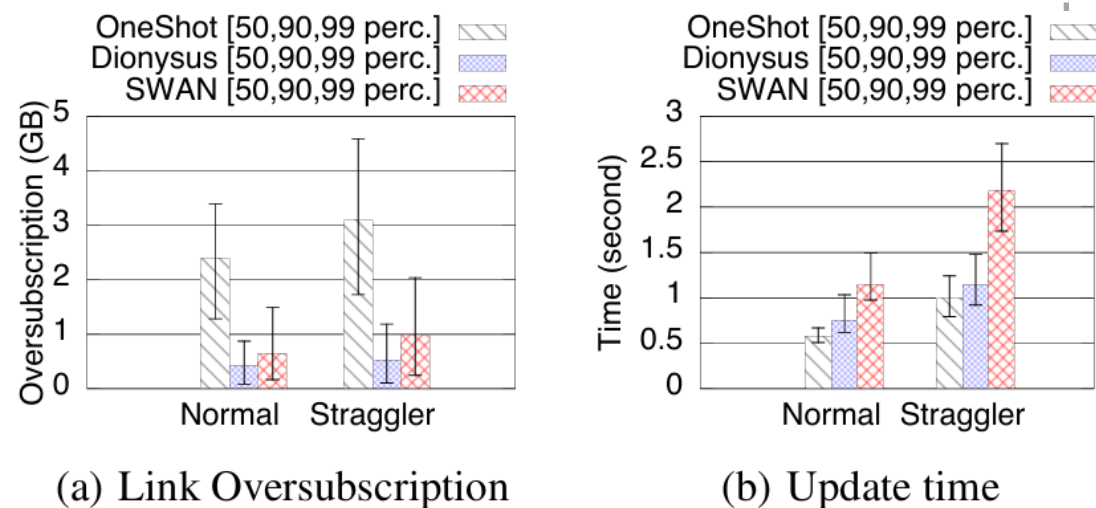 OneShot [50,90,99 perc.]
Dionysus [50,90,99 perc.]
SWAN [50,90,99 perc.]
5
4
3
2
1
0
Oversubscription (GB)
Normal Straggler
(a) Link Oversubscription
OneShot [50,90,99 perc.]
Dionysus [50,90,99 perc.]
SWAN [50,90,99 perc.]
3
2.5
2
1.5
1
0.5
0
Time (second)
Normal Straggler
(b) Update time